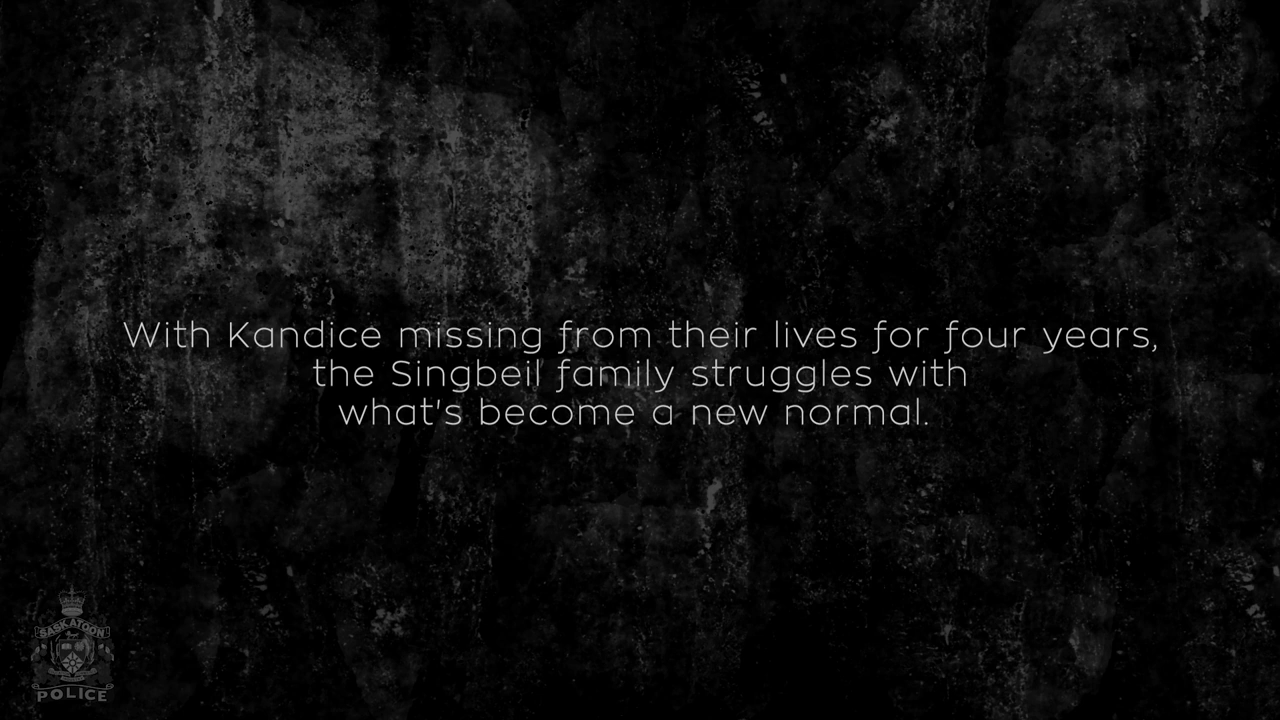 With Kandice missing from their lives for four years,
the Singbeil family struggles with
what's become a new normal.
SASKATOON
POLICE